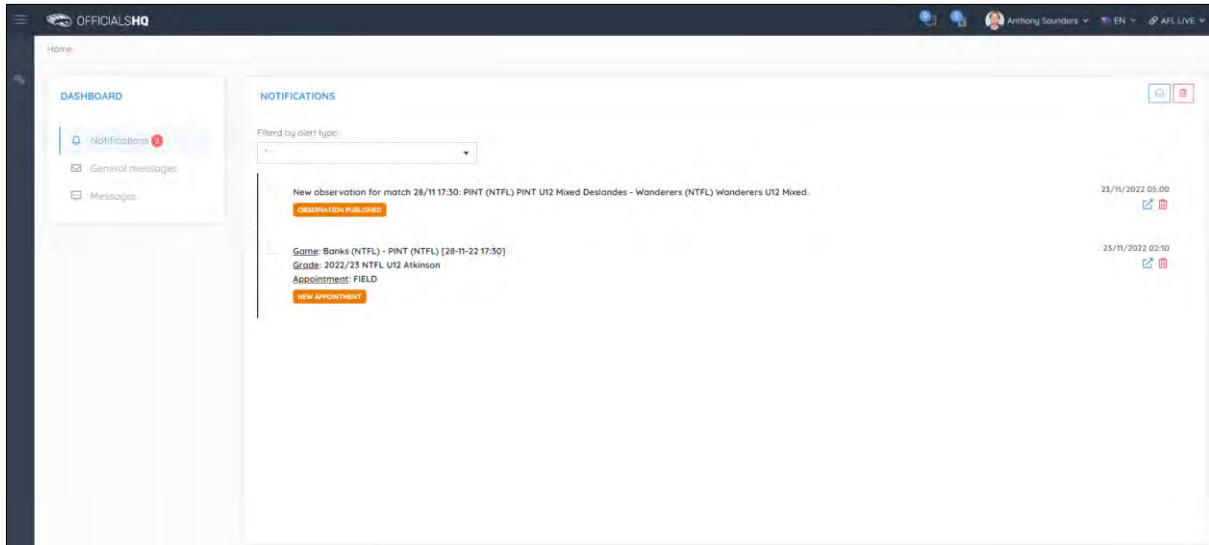 OFFICIALSHQ
Anthony Saunders
EN
AFL LIVE
Home
DASHBOARD
Notifications
General messages
Messages
NOTIFICATIONS
Filterd by alert type:
New observation for match 28/11 17:30: PINT (NTFL) PINT U12 Mixed Deslandes - Wanderers (NTFL) Wanderers U12 Mixed.
23/11/2022 05:00
OBSERVATION PUBLISHED
Game: Banks (NTFL) - PINT (NTFL) [28-11-22 17:30]
23/11/2022 02:10
Grade: 2022/23 NTFL U12 Atkinson
Appointment: FIELD
NEW APPOINTMENT